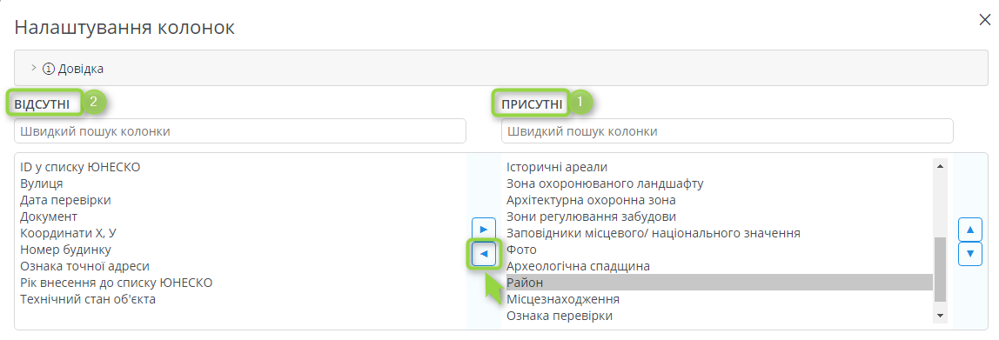 Налаштування колонок
Довідка
ВІДСУТНІ 2
ПРИСУТНІ 1
Швидкий пошук колонки
Швидкий пошук колонки
ID у списку ЮНЕСКО
Вулиця
Дата перевірки
Документ
Координати X, У
Номер будинку
Ознака точної адреси
Рік внесення до списку ЮНЕСКО
Технічний стан об'єкта
Історичні ареали
Зона охоронюваного ландшафту
Архітектурна охоронна зона
Зони регулювання забудови
Заповідники місцевого/ національного значення
Фото
Археологічна спадщина
Район
Місцезнаходження
Ознака перевірки